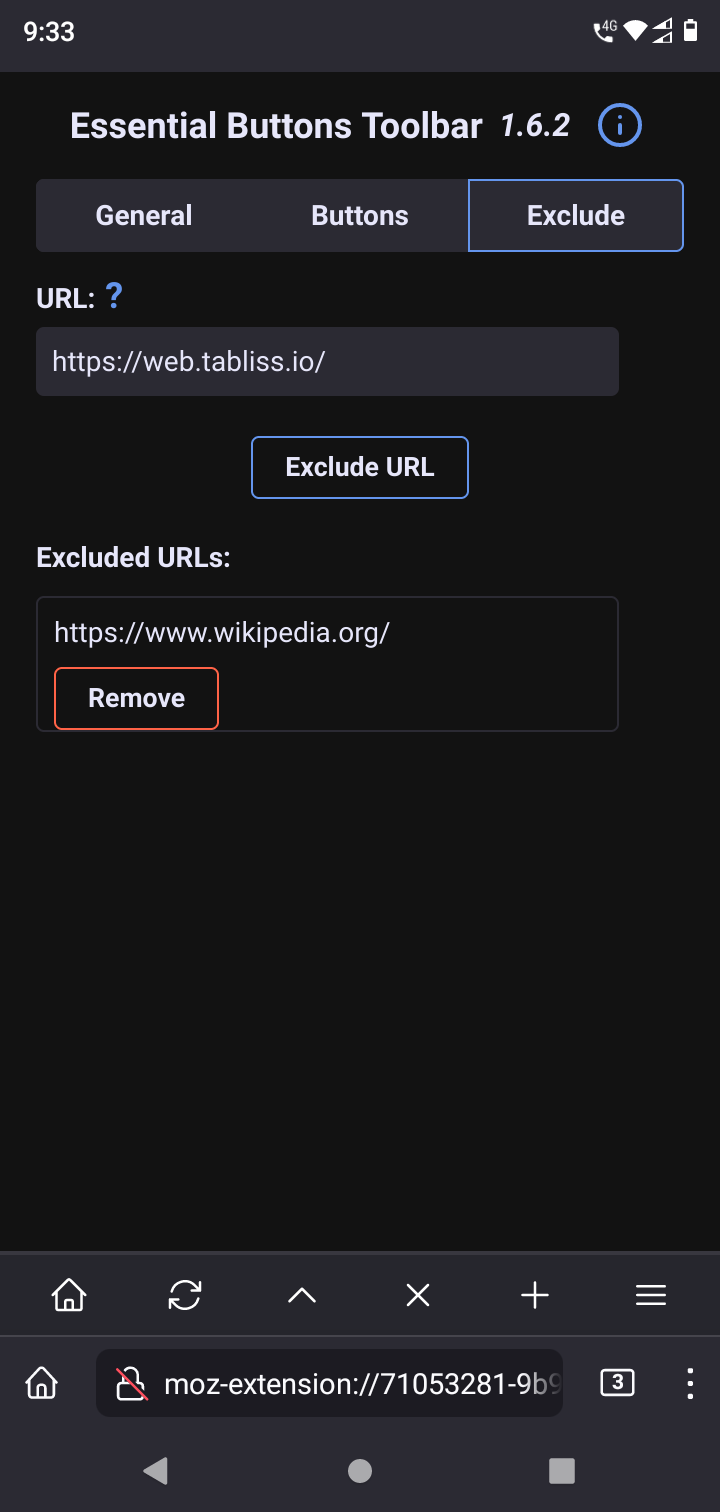 9:33
4G
Essential Buttons Toolbar 1.6.2
General Buttons Exclude
URL: ?
https://web.tabliss.io/
Exclude URL
Excluded URLs:
https://www.wikipedia.org/
Remove
moz-extension://71053281-9b9
3